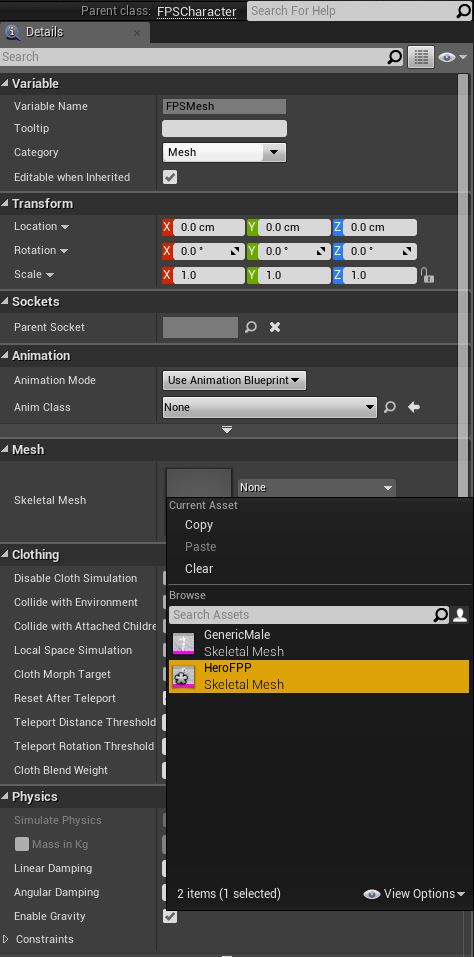 Parent class: FPSCharacter Search For Help
Details
Search
Variable
Variable Name FPSMesh
Tooltip
Category Mesh
Editable when Inherited
Transform
Location X 0.0 cm Y 0.0 cm Z 0.0 cm
Rotation X 0.0 ° Y 0.0 ° Z 0.0 °
Scale X 1.0 Y 1.0 Z 1.0
Sockets
Parent Socket
Animation
Animation Mode Use Animation Blueprint
Anim Class None
Mesh
Skeletal Mesh None
Current Asset
Copy
Paste
Clear
Browse
Search Assets
GenericMale
Skeletal Mesh
HeroFPP
Skeletal Mesh
2 items (1 selected) View Options
Clothing
Disable Cloth Simulation
Collide with Environment
Collide with Attached Childre
Local Space Simulation
Cloth Morph Target
Reset After Teleport
Teleport Distance Threshold
Teleport Rotation Threshold
Cloth Blend Weight
Physics
Simulate Physics
Mass in Kg
Linear Damping
Angular Damping
Enable Gravity
Constraints